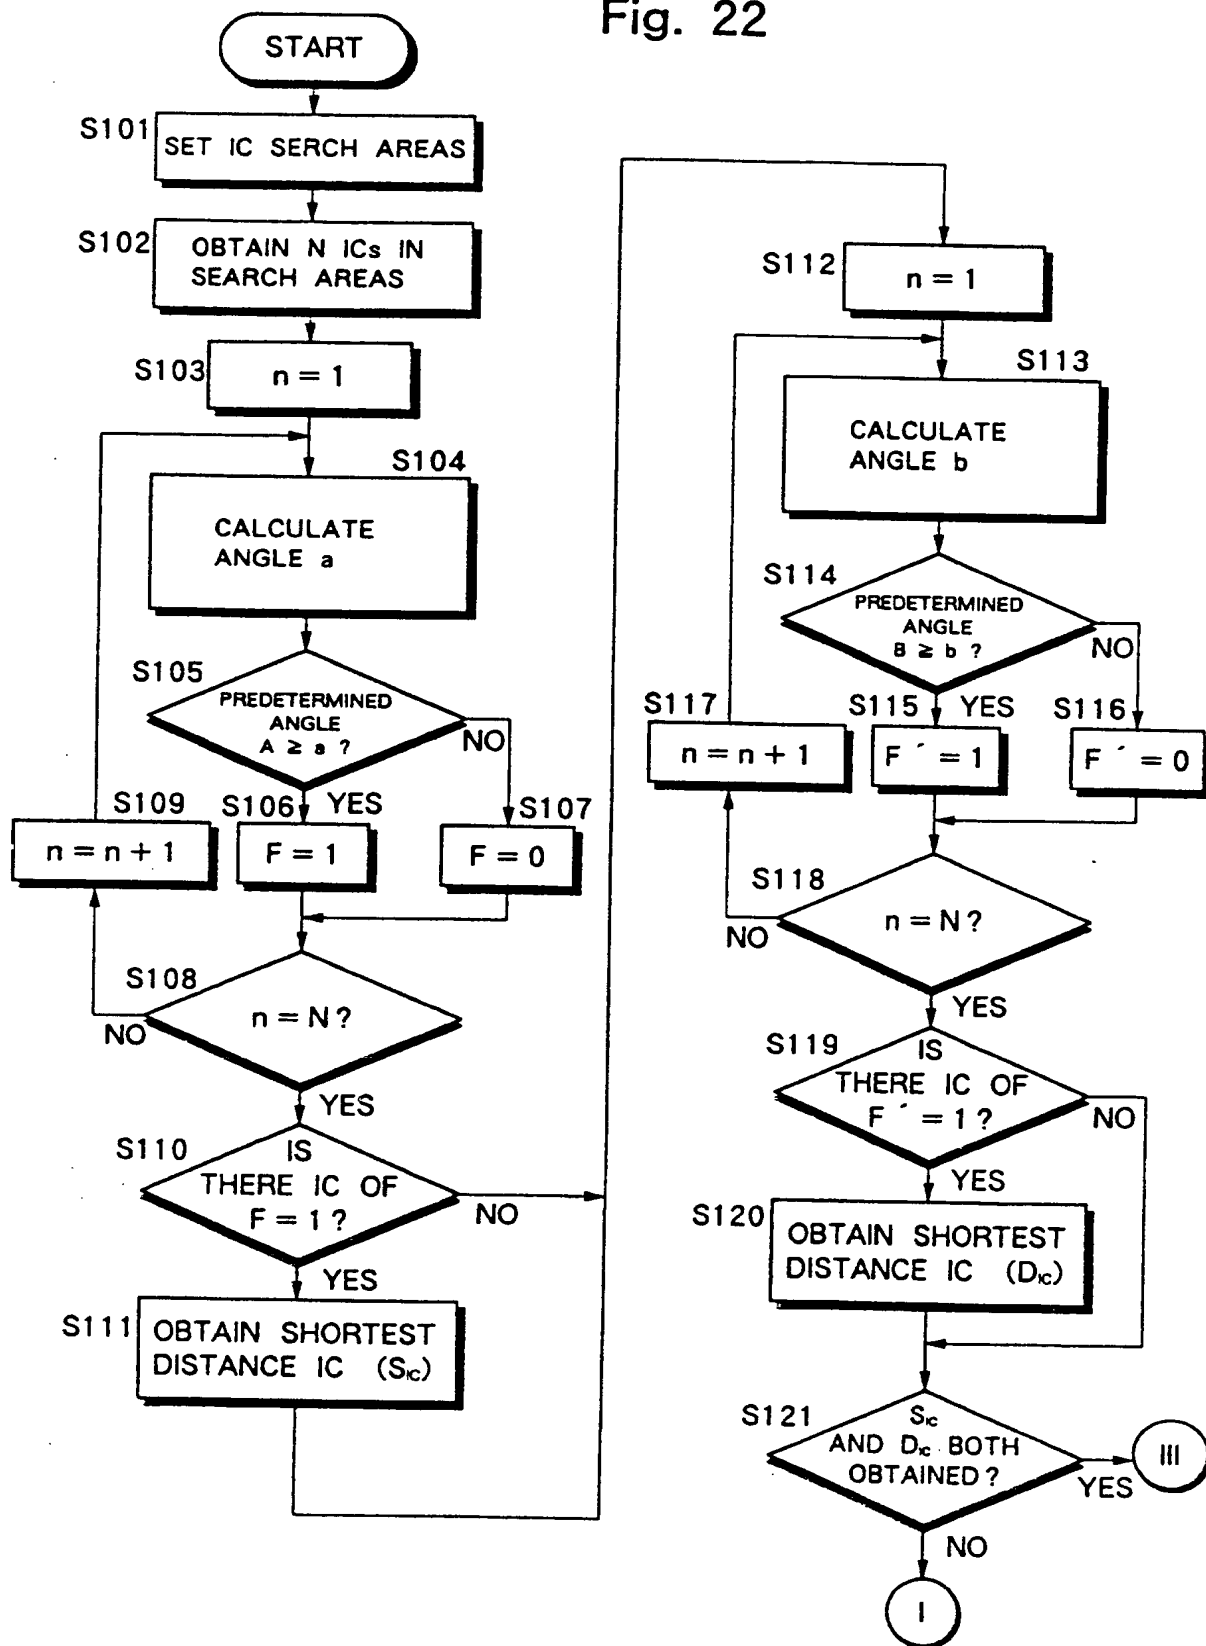 Fig. 22
START
S101
SET IC SERCH AREAS
S102
OBTAIN N ICs IN
SEARCH AREAS
S103
n = 1
S104
CALCULATE
ANGLE a
S105
PREDETERMINED
ANGLE
A ≥ a ?
NO
YES
S109
n = n + 1
S106
F = 1
S107
F = 0
S108
n = N ?
NO
YES
S110
IS
THERE IC OF
F = 1 ?
NO
YES
S111
OBTAIN SHORTEST
DISTANCE IC (SIC)
S112
n = 1
S113
CALCULATE
ANGLE b
S114
PREDETERMINED
ANGLE
B ≥ b ?
NO
YES
S117
n = n + 1
S115
F ´ = 1
S116
F ´ = 0
S118
n = N ?
NO
YES
S119
IS
THERE IC OF
F ´ = 1 ?
NO
YES
S120
OBTAIN SHORTEST
DISTANCE IC (DIC)
S121
SIC
AND DIC BOTH
OBTAINED ?
YES
III
NO
I